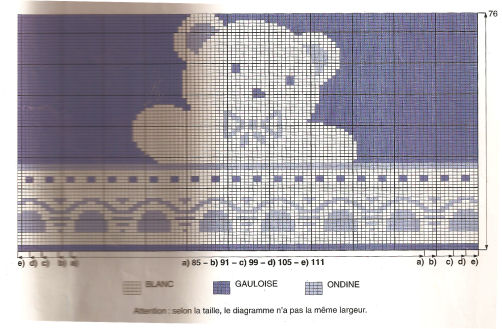 76
e) d) c) b) a) a) 85 – b) 91 – c) 99 – d) 105 – e) 111 a) b) c) d) e)
BLANC GAULOISE ONDINE
Attention : selon la taille, le diagramme n'a pas la même largeur.